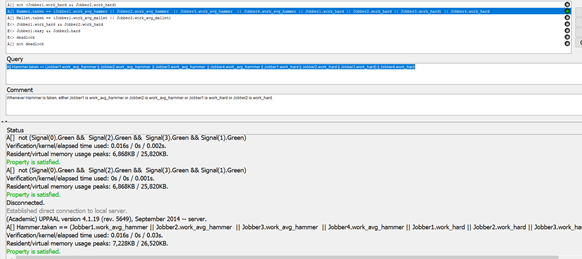 A[] not (Jobber1.work_hard && Jobber2.work_hard)
A[] Hammer.taken == (Jobber1.work_avg_hammer || Jobber2.work_avg_hammer || Jobber3.work_avg_hammer || Jobber4.work_avg_hammer || Jobber1.work_hard || Jobber2.work_hard || Jobber3.work_hard || Jobber4.work_hard
A[] Mallet.taken == (Jobber1.work_avg_mallet || Jobber2.work_avg_mallet)
E<> Jobber1.work_hard && Jobber2.work_hard
E<> Jobber1.easy && Jobber2.hard
E<> deadlock
A[] not deadlock
Query
A[] Hammer.taken == (Jobber1.work_avg_hammer || Jobber2.work_avg_hammer || Jobber3.work_avg_hammer || Jobber4.work_avg_hammer || Jobber1.work_hard || Jobber2.work_hard || Jobber3.work_hard || Jobber4.work_hard
Comment
Whenever Hammer is taken, either Jobber1 is work_avg_hammer or Jobber2 is work_avg_hammer or Jobber1 is work_hard or Jobber2 is work_hard.
Status
A[] not (Signal(0).Green && Signal(2).Green && Signal(3).Green && Signal(1).Green)
Verification/kernel/elapsed time used: 0.016s / 0s / 0.002s.
Resident/virtual memory usage peaks: 6,868KB / 25,820KB.
Property is satisfied.
A[] not (Signal(0).Green && Signal(2).Green && Signal(3).Green && Signal(1).Green)
Verification/kernel/elapsed time used: 0s / 0s / 0.001s.
Resident/virtual memory usage peaks: 6,868KB / 25,820KB.
Property is satisfied.
Disconnected.
Established direct connection to local server.
(Academic) UPPAAL version 4.1.19 (rev. 5649), September 2014 -- server.
A[] Hammer.taken == (Jobber1.work_avg_hammer || Jobber2.work_avg_hammer || Jobber3.work_avg_hammer || Jobber4.work_avg_hammer || Jobber1.work_hard || Jobber2.work_hard || Jobber3.work_ha
Verification/kernel/elapsed time used: 0.016s / 0s / 0.03s.
Resident/virtual memory usage peaks: 7,228KB / 26,520KB.
Property is satisfied.